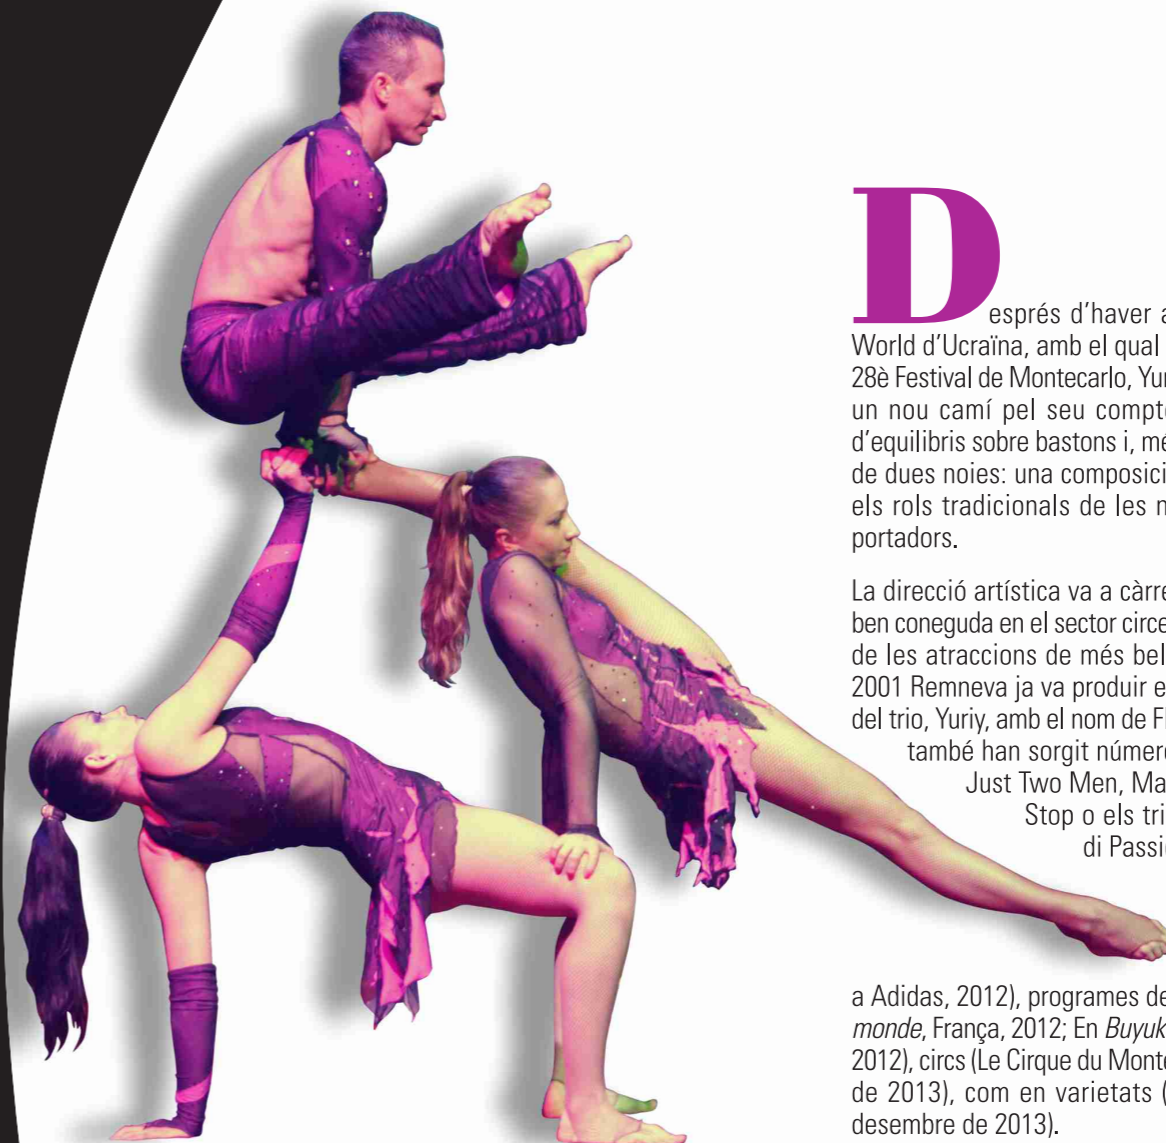 Després d’haver a
World d’Ucraïna, amb el qual
28è Festival de Montecarlo, Yur
un nou camí pel seu compte
d’equilibris sobre bastons i, mé
de dues noies: una composici
els rols tradicionals de les n
portadors.
La direcció artística va a càrre
ben coneguda en el sector circe
de les atraccions de més bel
2001 Remneva ja va produir e
del trio, Yuriy, amb el nom de Fl
també han sorgit número
Just Two Men, Ma
Stop o els tri
di Passi
a Adidas, 2012), programes de
monde, França, 2012; En Buyuk
2012), circs (Le Cirque du Monte
de 2013), com en varietats (
desembre de 2013).